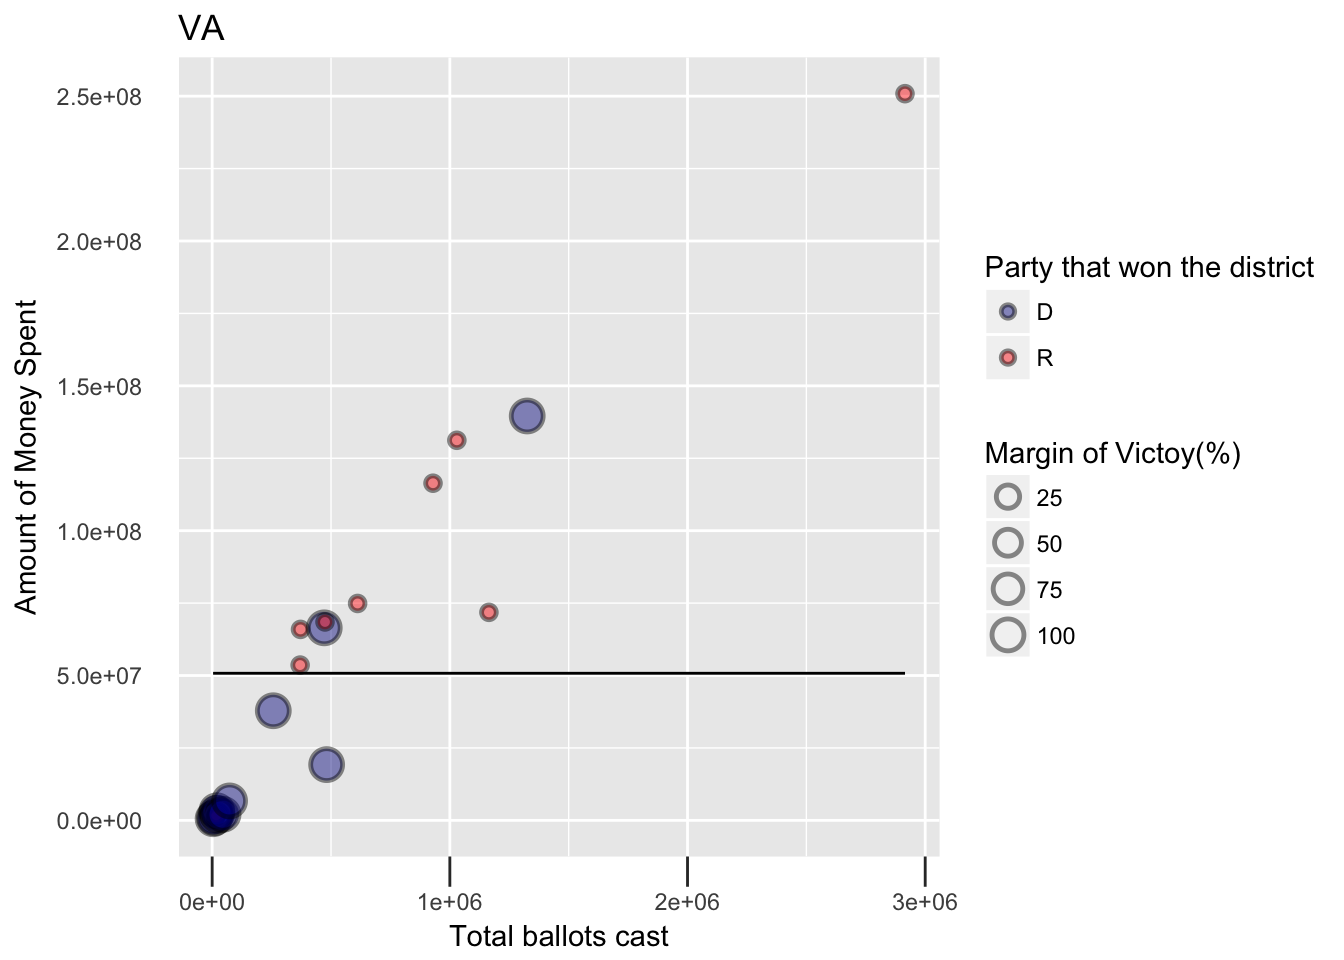 VA
2.5e+08
2.0e+08
1.5e+08
1.0e+08
5.0e+07
0.0e+00
Amount of Money Spent
0e+00 1e+06 2e+06 3e+06
Total ballots cast
Party that won the district
D
R
Margin of Victoy(%)
25
50
75
100